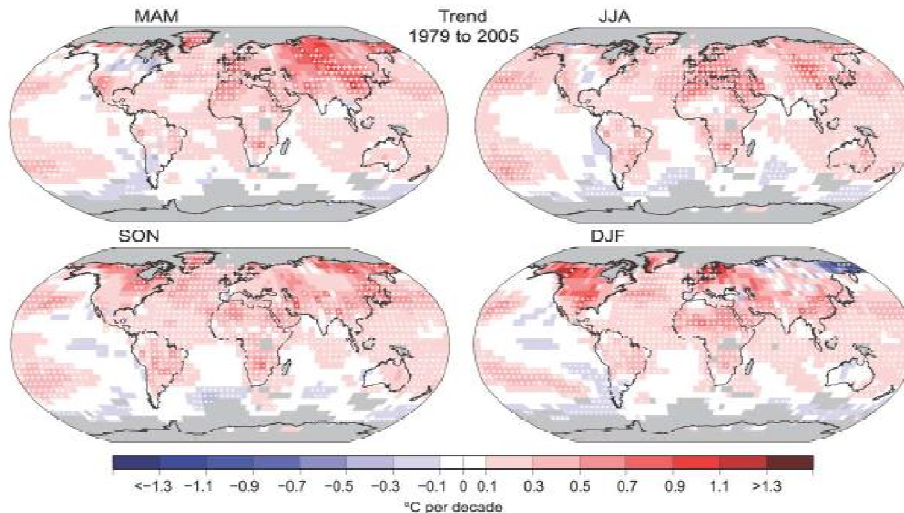 MAM
Trend
1979 to 2005
JJA
SON
DJF
<−1.3 −1.1 −0.9 −0.7 −0.5 −0.3 −0.1 0 0.1 0.3 0.5 0.7 0.9 1.1 >1.3
°C per decade